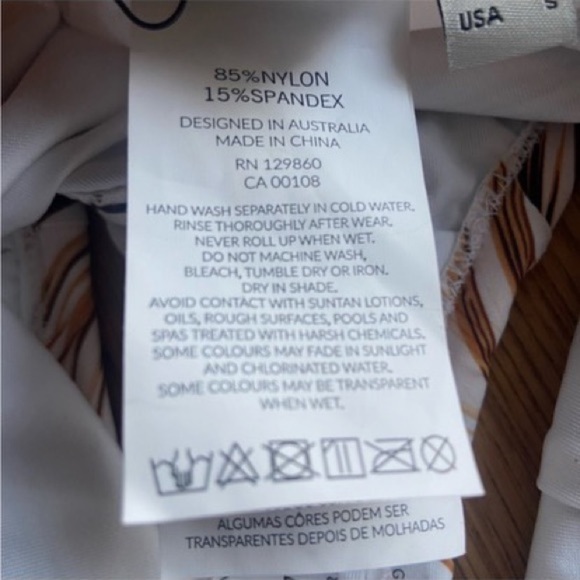 USA S
85%NYLON
15%SPANDEX
DESIGNED IN AUSTRALIA
MADE IN CHINA
RN 129860
CA 00108
HAND WASH SEPARATELY IN COLD WATER.
RINSE THOROUGHLY AFTER WEAR.
NEVER ROLL UP WHEN WET.
DO NOT MACHINE WASH,
BLEACH, TUMBLE DRY OR IRON.
DRY IN SHADE.
AVOID CONTACT WITH SUNTAN LOTIONS,
OILS, ROUGH SURFACES, POOLS AND
SPAS TREATED WITH HARSH CHEMICALS.
SOME COLOURS MAY FADE IN SUNLIGHT
AND CHLORINATED WATER.
SOME COLOURS MAY BE TRANSPARENT
WHEN WET.
ALGUMAS CÔRES PODEM SER
TRANSPARENTES DEPOIS DE MOLHADAS